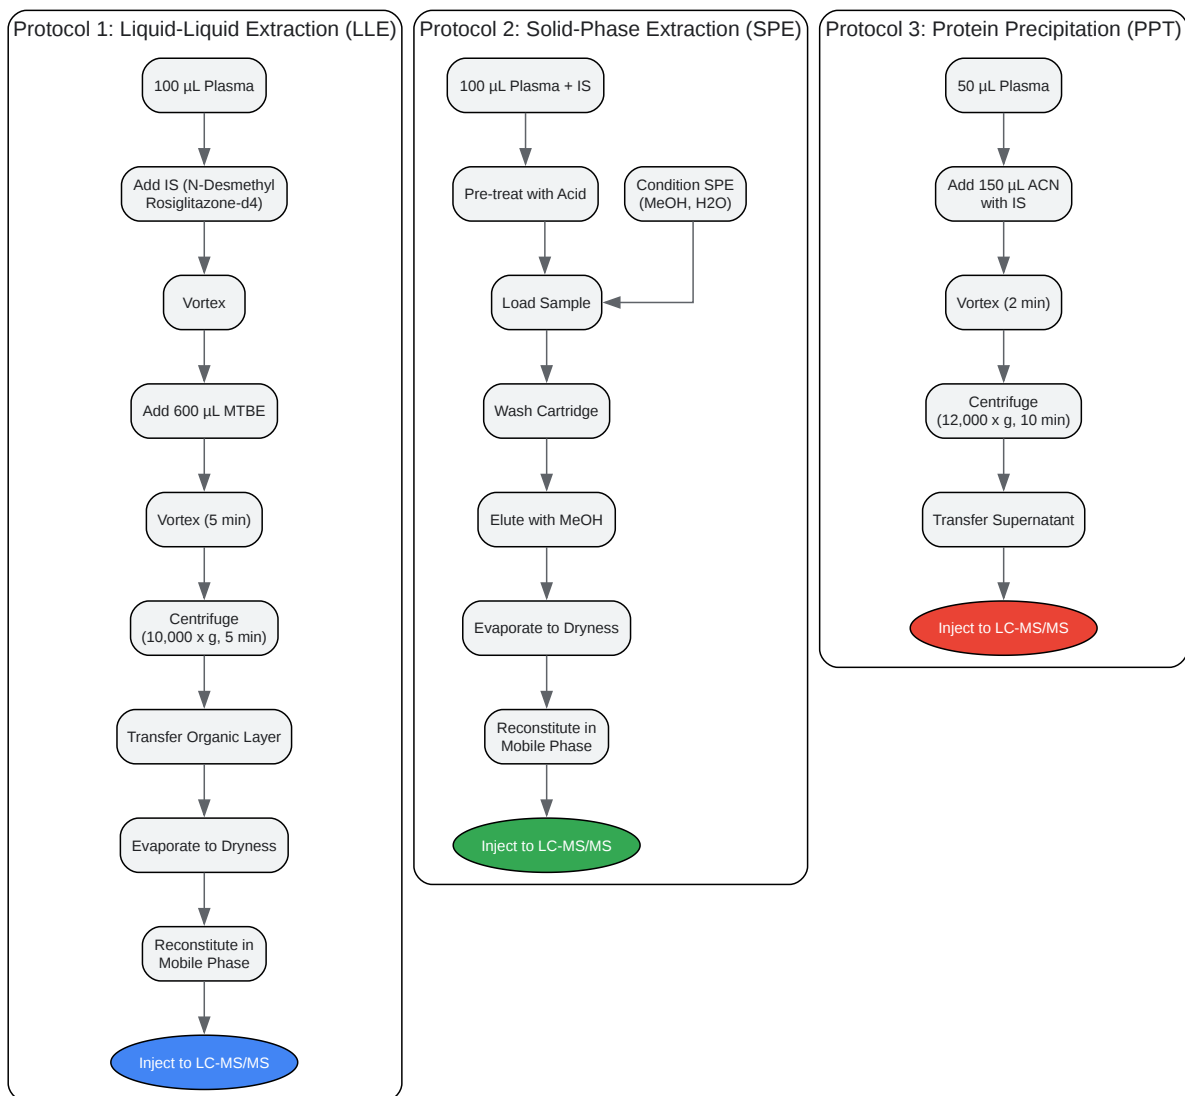 Protocol 1: Liquid-Liquid Extraction (LLE)
100 µL Plasma
Add IS (N-Desmethyl
Rosiglitazone-d4)
Vortex
Add 600 µL MTBE
Vortex (5 min)
Centrifuge
(10,000 x g, 5 min)
Transfer Organic Layer
Evaporate to Dryness
Reconstitute in
Mobile Phase
Inject to LC-MS/MS
Protocol 2: Solid-Phase Extraction (SPE)
100 µL Plasma + IS
Pre-treat with Acid
Condition SPE
(MeOH, H2O)
Load Sample
Wash Cartridge
Elute with MeOH
Evaporate to Dryness
Reconstitute in
Mobile Phase
Inject to LC-MS/MS
Protocol 3: Protein Precipitation (PPT)
50 µL Plasma
Add 150 µL ACN
with IS
Vortex (2 min)
Centrifuge
(12,000 x g, 10 min)
Transfer Supernatant
Inject to LC-MS/MS